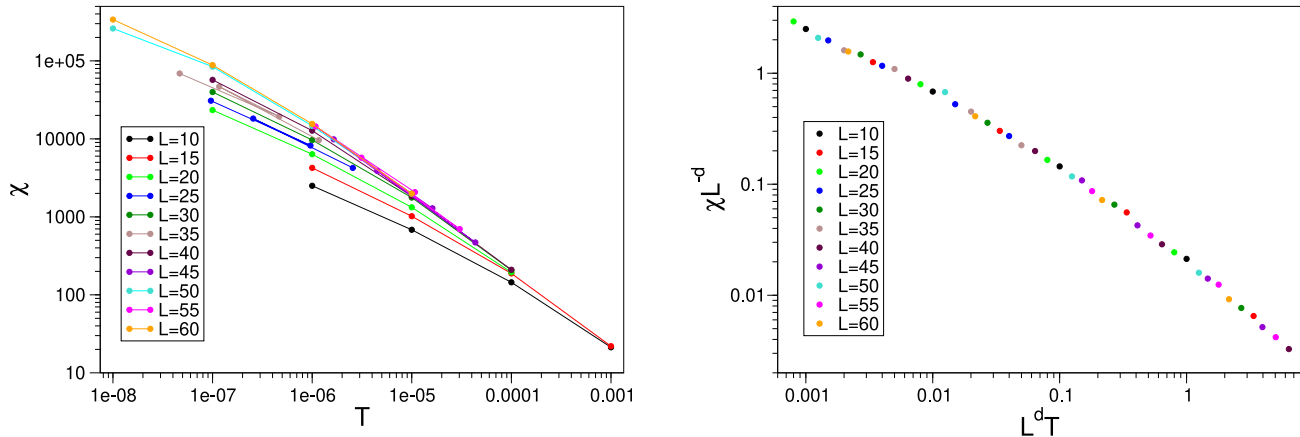 1e+05
10000
1000
100
10
χ
L=10
L=15
L=20
L=25
L=30
L=35
L=40
L=45
L=50
L=55
L=60
1e-08 1e-07 1e-06 1e-05 0.0001 0.001
T
1
0.1
0.01
χL^-d
L=10
L=15
L=20
L=25
L=30
L=35
L=40
L=45
L=50
L=55
L=60
0.001 0.01 0.1 1
L^dT